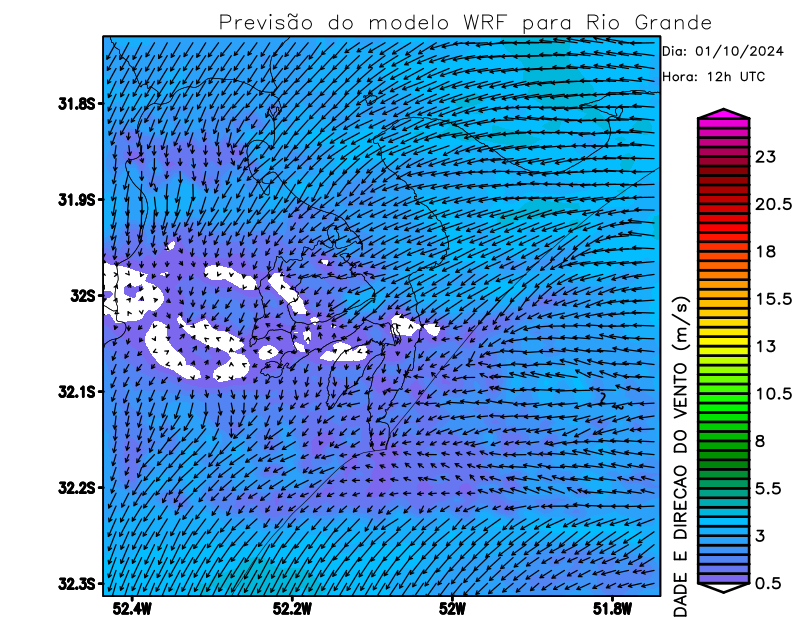 Previsão do modelo WRF para Rio Grande
Dia: 01/10/2024
Hora: 12h UTC
31.8S
31.9S
32S
32.1S
32.2S
32.3S
52.4W
52.2W
52W
51.8W
23
20.5
18
15.5
13
10.5
8
5.5
3
0.5
DADE E DIRECAO DO VENTO (m/s)